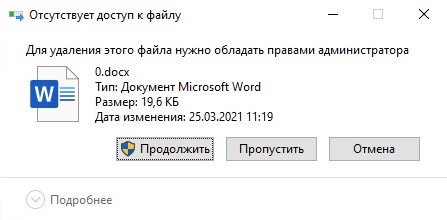 Отсутствует доступ к файлу
Для удаления этого файла нужно обладать правами администратора
0.docx
Тип: Документ Microsoft Word
Размер: 19,6 КБ
Дата изменения: 25.03.2021 11:19
Продолжить Пропустить Отмена
Подробнее